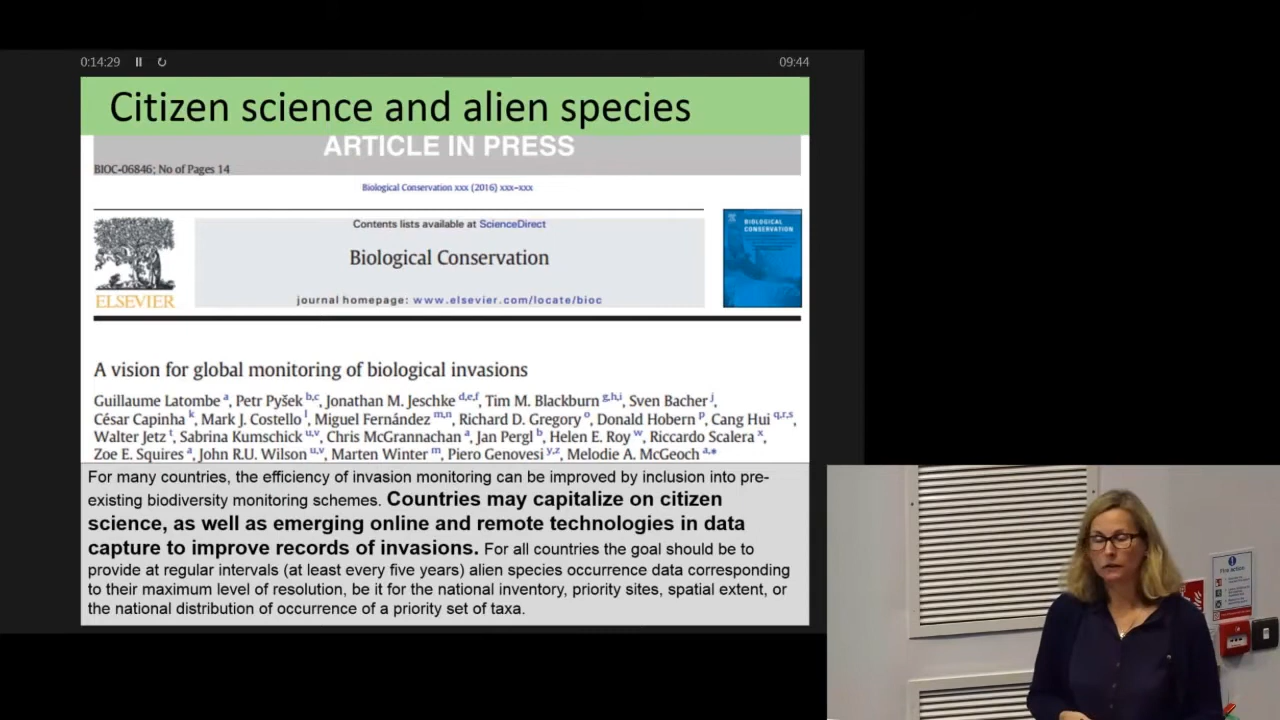 0:14:29
09:44
Citizen science and alien species
ARTICLE IN PRESS
BIOC-06846; No of Pages 14
Biological Conservation xxx (2016) xxx–xxx
Contents lists available at ScienceDirect
BIOLOGICAL
CONSERVATION
Biological Conservation
ELSEVIER
journal homepage: www.elsevier.com/locate/bioc
A vision for global monitoring of biological invasions
Guillaume Latombe a, Petr Pyšek b,c, Jonathan M. Jeschke d,e,f, Tim M. Blackburn g,h,i, Sven Bacher j,
César Capinha k, Mark J. Costello l, Miguel Fernández m,n, Richard D. Gregory o, Donald Hobern p, Cang Hui q,r,s,
Walter Jetz t, Sabrina Kumschick u,v, Chris McGrannachan a, Jan Pergl b, Helen E. Roy w, Riccardo Scalera x,
Zoe E. Squires a, John R.U. Wilson u,v, Marten Winter m, Piero Genovesi y,z, Melodie A. McGeoch a,*
For many countries, the efficiency of invasion monitoring can be improved by inclusion into pre-
existing biodiversity monitoring schemes. Countries may capitalize on citizen
science, as well as emerging online and remote technologies in data
capture to improve records of invasions. For all countries the goal should be to
provide at regular intervals (at least every five years) alien species occurrence data corresponding
to their maximum level of resolution, be it for the national inventory, priority sites, spatial extent, or
the national distribution of occurrence of a priority set of taxa.
Fire action